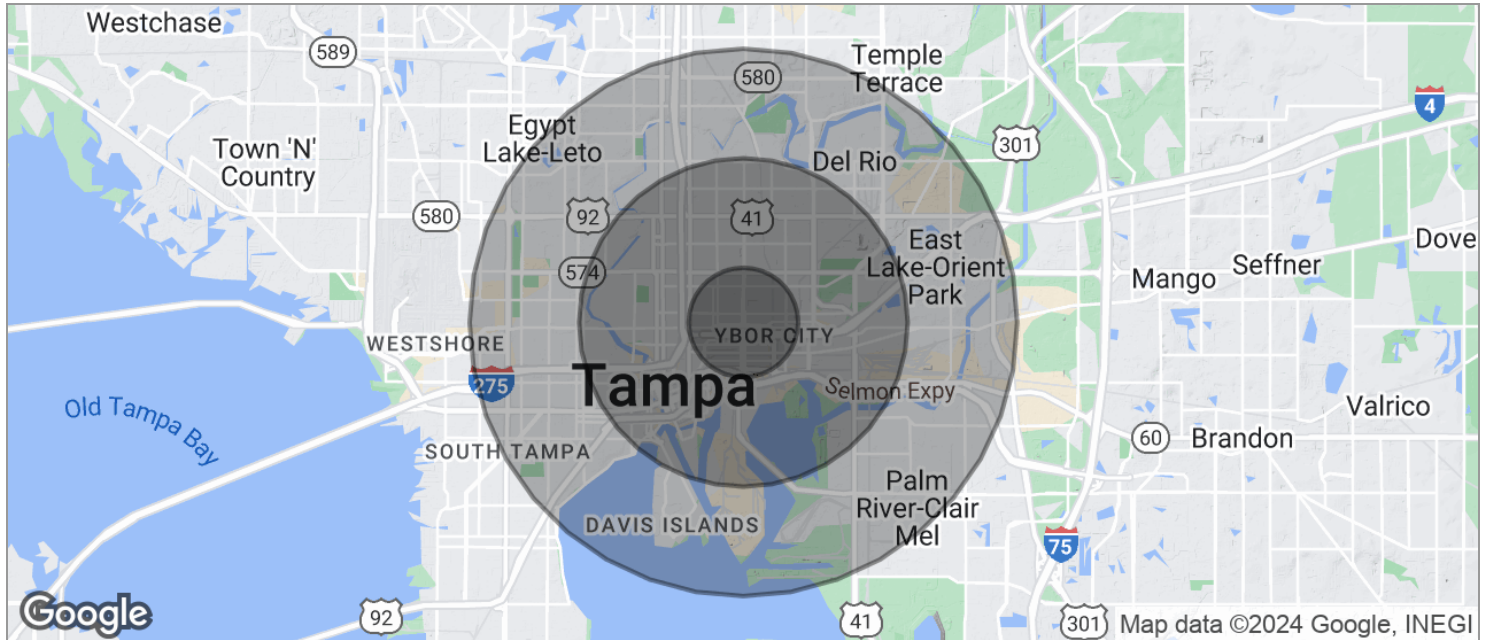 Westchase
589
580
Temple
Terrace
4
Egypt
Lake-Leto
301
Town 'N'
Country
Del Rio
580
92
41
East
Lake-Orient
Park
Dove
574
Mango
Seffner
WESTSHORE
YBOR CITY
275
Tampa
Selmon Expy
Old Tampa Bay
Valrico
SOUTH TAMPA
60
Brandon
Palm
River-Clair
Mel
DAVIS ISLANDS
75
Google
92
41
301
Map data ©2024 Google, INEGI